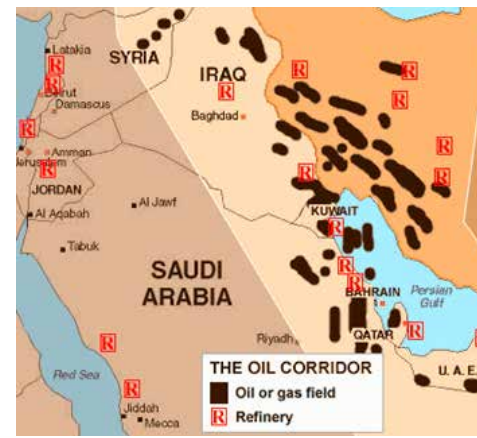 Latakia
SYRIA
IRAQ
Beirut
Damascus
Baghdad
Jerusalem
Amman
JORDAN
Al Aqabah
Al Jawf
KUWAIT
Tabuk
SAUDI
ARABIA
BAHRAIN
Persian
Gulf
Riyadh
QATAR
Red Sea
THE OIL CORRIDOR
U. A. E
Oil or gas field
R Refinery
Jiddah
Mecca